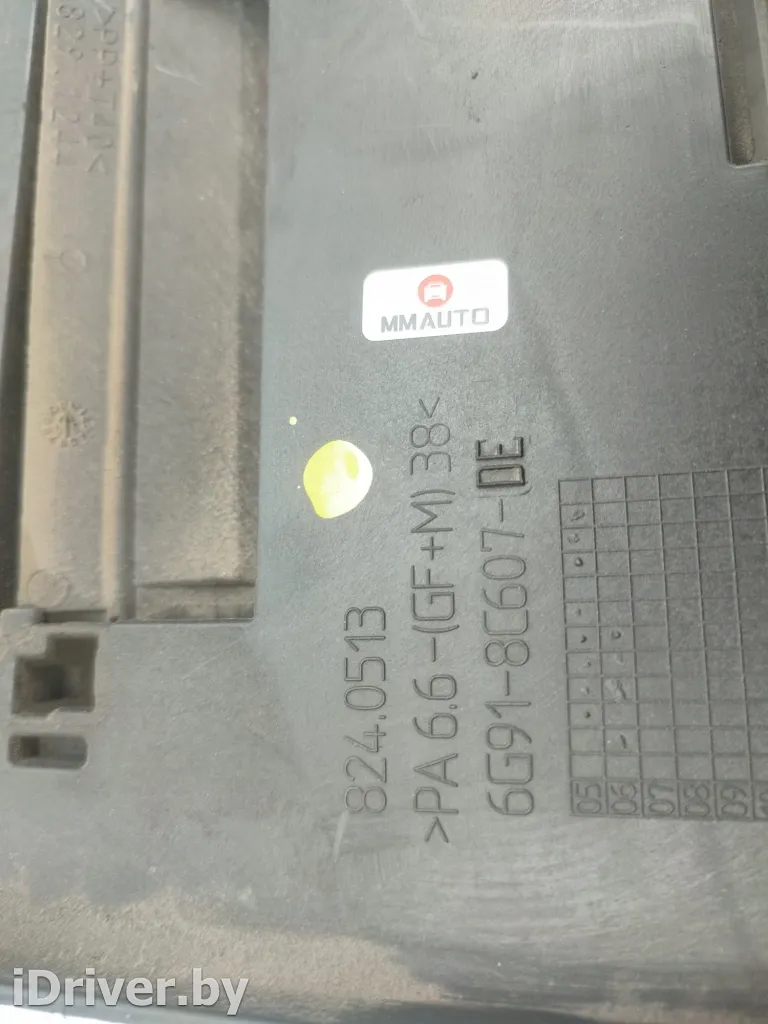 MMAUTO
824.0513
>PA 6.6-(GF+M) 38<
6G91-8C607-DE
05
06
07
08
09
iDriver.by